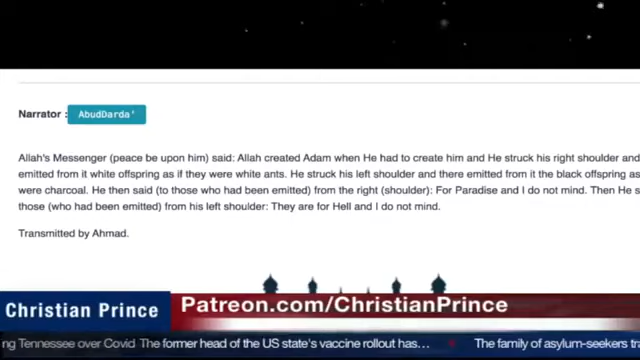 Narrator : AbudDarda'
Allah's Messenger (peace be upon him) said: Allah created Adam when He had to create him and He struck his right shoulder and
emitted from it white offspring as if they were white ants. He struck his left shoulder and there emitted from it the black offspring as
were charcoal. He then said (to those who had been emitted) from the right (shoulder): For Paradise and I do not mind. Then He s
those (who had been emitted) from his left shoulder: They are for Hell and I do not mind.
Transmitted by Ahmad.
Christian Prince
Patreon.com/ChristianPrince
ng Tennessee over Covid The former head of the US state's vaccine rollout has... The family of asylum-seekers tr